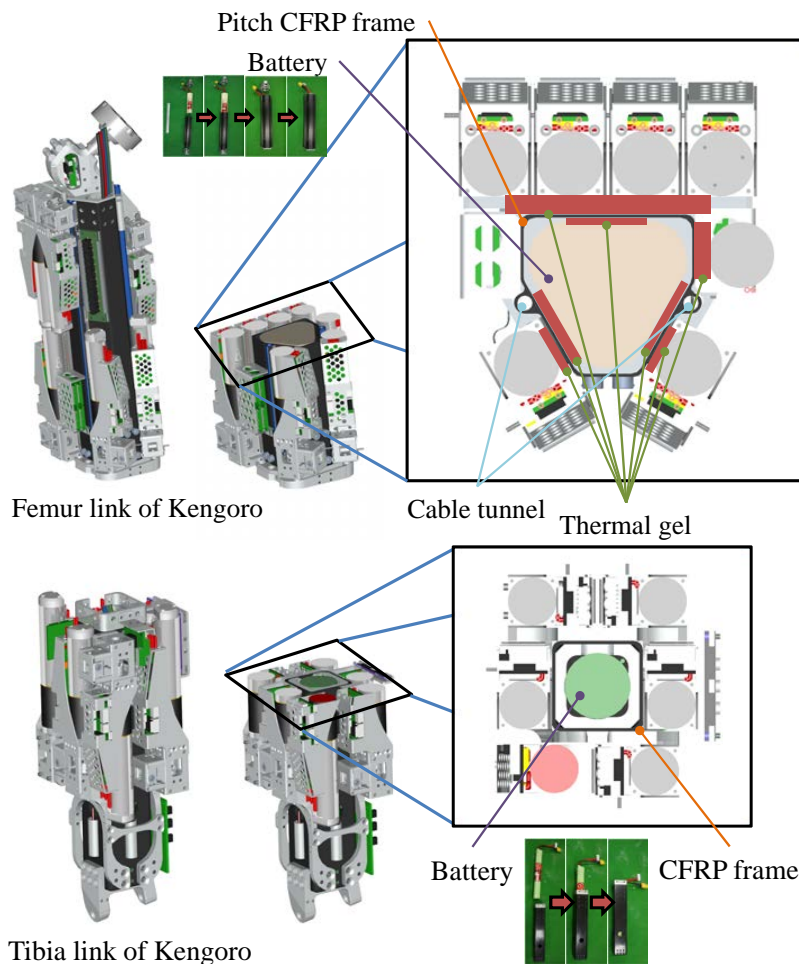 Pitch CFRP frame
Battery
Femur link of Kengoro
Cable tunnel
Thermal gel
Battery
CFRP frame
Tibia link of Kengoro